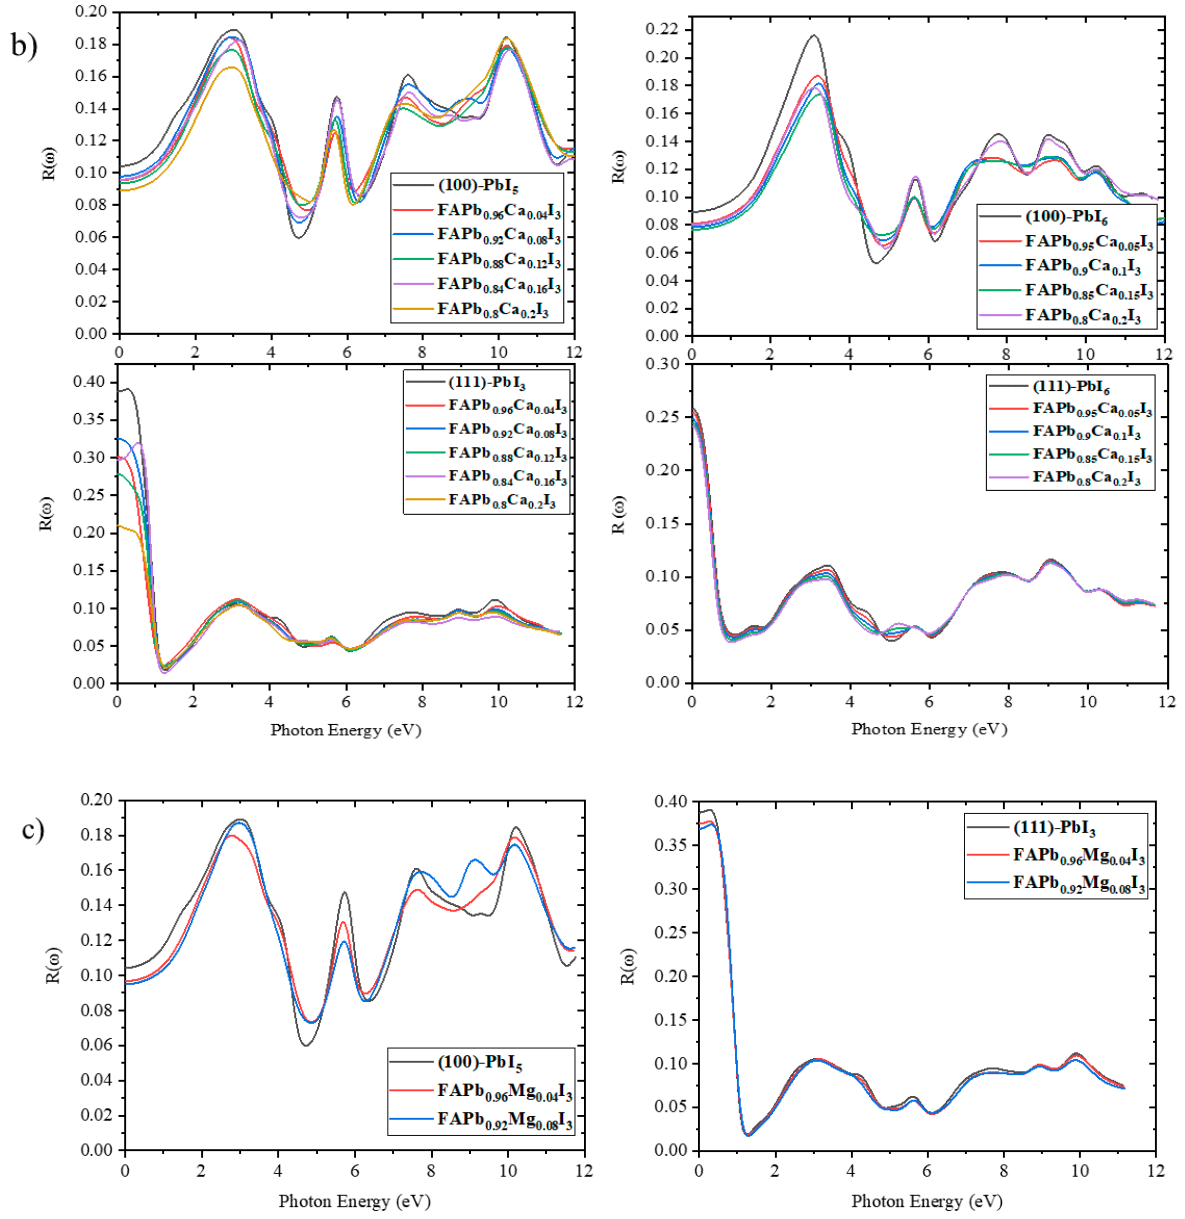 b)
0.20
0.18
0.16
0.14
0.12
0.10
0.08
0.06
0.04
0.02
0.00
R(ω)
(100)-PbI5
FAPb0.96Ca0.04I3
FAPb0.92Ca0.08I3
FAPb0.88Ca0.12I3
FAPb0.84Ca0.16I3
FAPb0.8Ca0.2I3
0 2 4 6 8 10 12
0.22
0.20
0.18
0.16
0.14
0.12
0.10
0.08
0.06
0.04
0.02
0.00
R(ω)
(100)-PbI6
FAPb0.95Ca0.05I3
FAPb0.9Ca0.1I3
FAPb0.85Ca0.15I3
FAPb0.8Ca0.2I3
0 2 4 6 8 10 12
0.40
0.35
0.30
0.25
0.20
0.15
0.10
0.05
0.00
R(ω)
(111)-PbI3
FAPb0.96Ca0.04I3
FAPb0.92Ca0.08I3
FAPb0.88Ca0.12I3
FAPb0.84Ca0.16I3
FAPb0.8Ca0.2I3
0 2 4 6 8 10 12
Photon Energy (eV)
0.30
0.25
0.20
0.15
0.10
0.05
0.00
R (ω)
(111)-PbI6
FAPb0.95Ca0.05I3
FAPb0.9Ca0.1I3
FAPb0.85Ca0.15I3
FAPb0.8Ca0.2I3
0 2 4 6 8 10 12
Photon Energy (eV)
c)
0.20
0.18
0.16
0.14
0.12
0.10
0.08
0.06
0.04
0.02
0.00
R(ω)
(100)-PbI5
FAPb0.96Mg0.04I3
FAPb0.92Mg0.08I3
0 2 4 6 8 10
Photon Energy (eV)
0.40
0.35
0.30
0.25
0.20
0.15
0.10
0.05
0.00
R(ω)
(111)-PbI3
FAPb0.96Mg0.04I3
FAPb0.92Mg0.08I3
0 2 4 6 8 10 12
Photon Energy (eV)